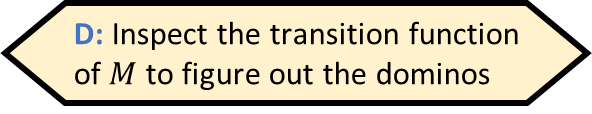 D: Inspect the transition function
of M to figure out the dominos